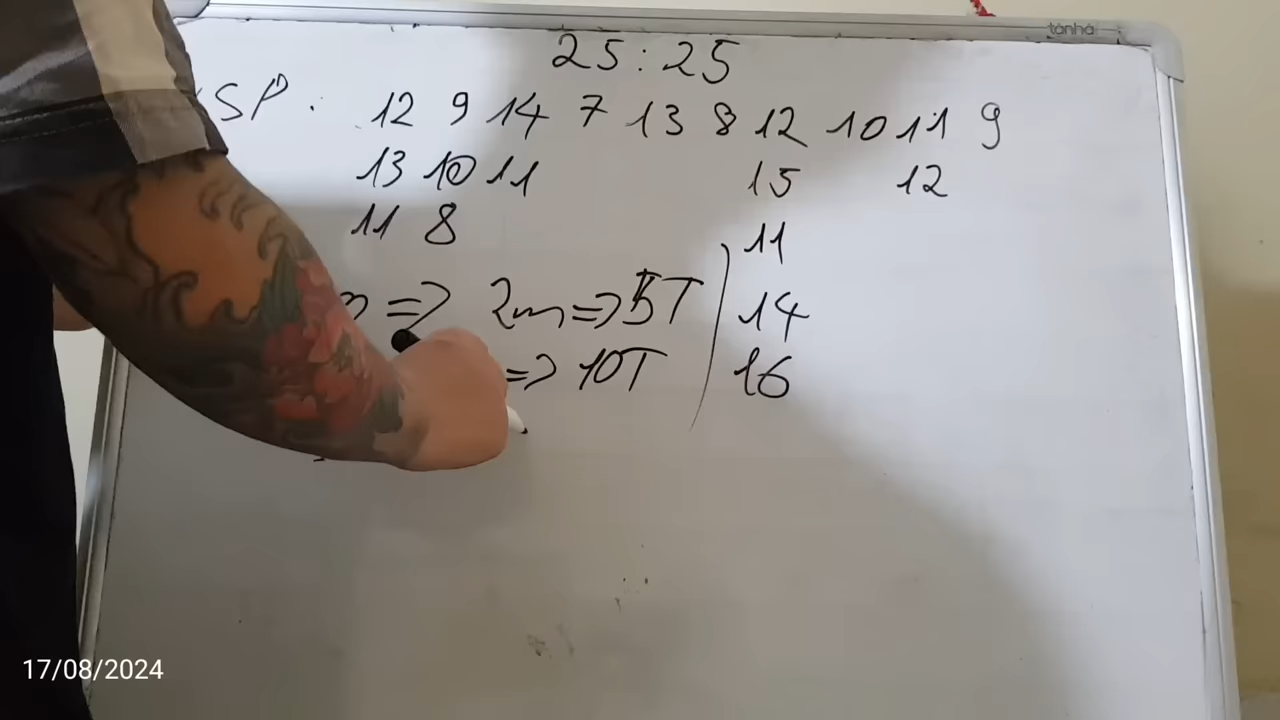 tânhà
25:25
SP: 12 9 14 7 13 8 12 10 11 9
13 10 11 15 12
11 8 11
=> 2m => 5T 14
=> 10T 16
17/08/2024